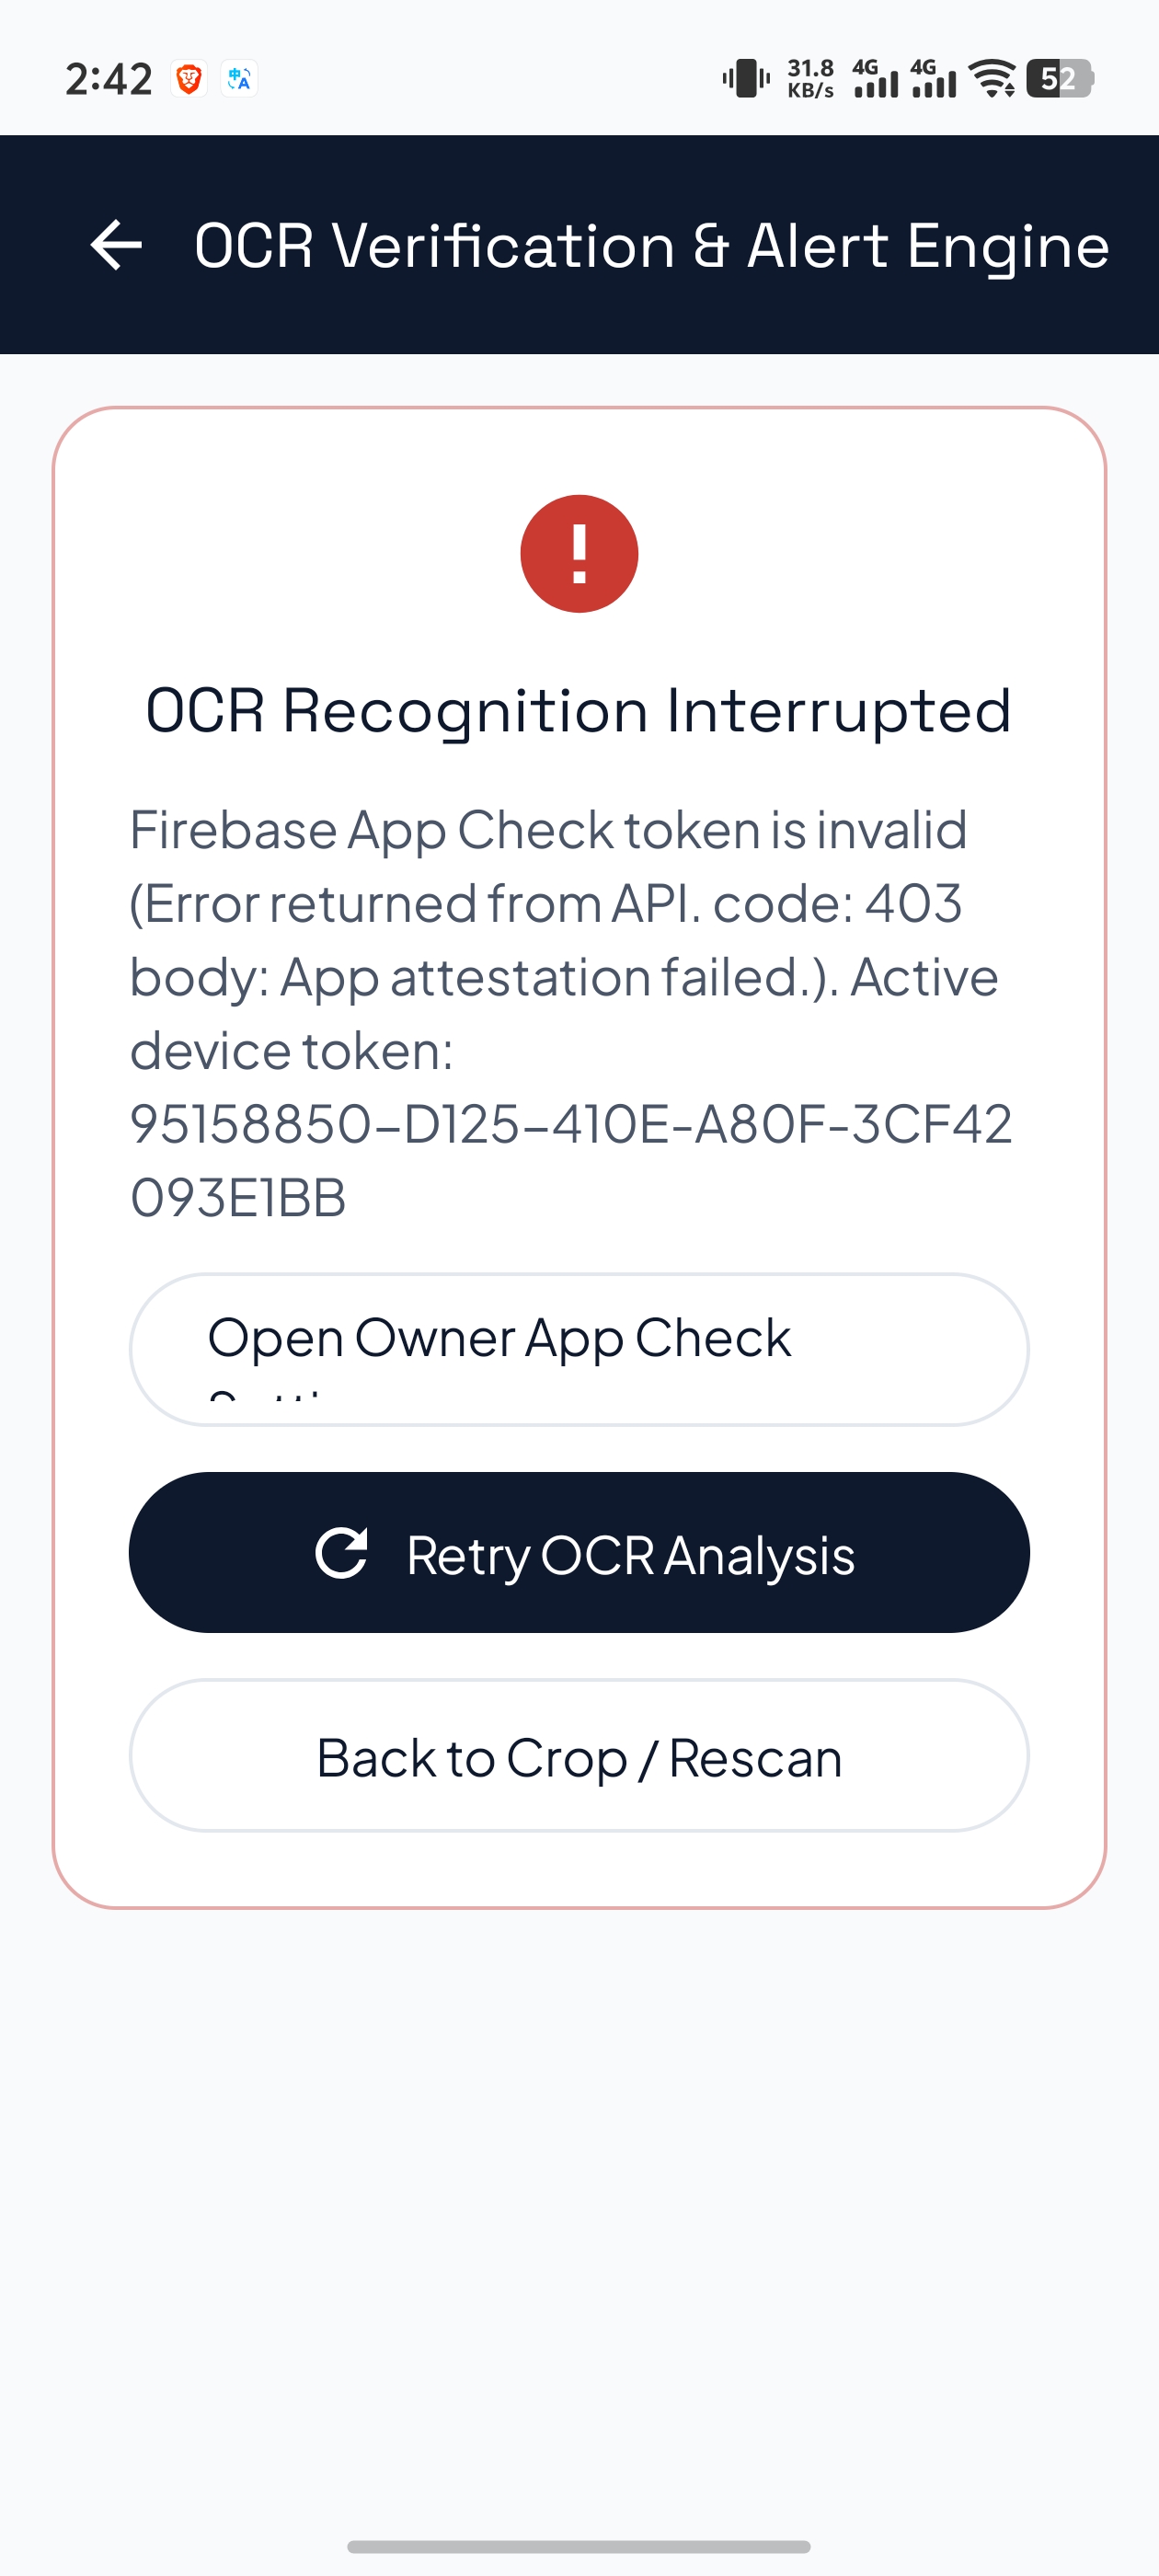 2:42
31.8
KB/s
4G
4G
52
OCR Verification & Alert Engine
OCR Recognition Interrupted
Firebase App Check token is invalid
(Error returned from API. code: 403
body: App attestation failed.). Active
device token:
95158850-D125-410E-A80F-3CF42
093E1BB
Open Owner App Check
Retry OCR Analysis
Back to Crop / Rescan